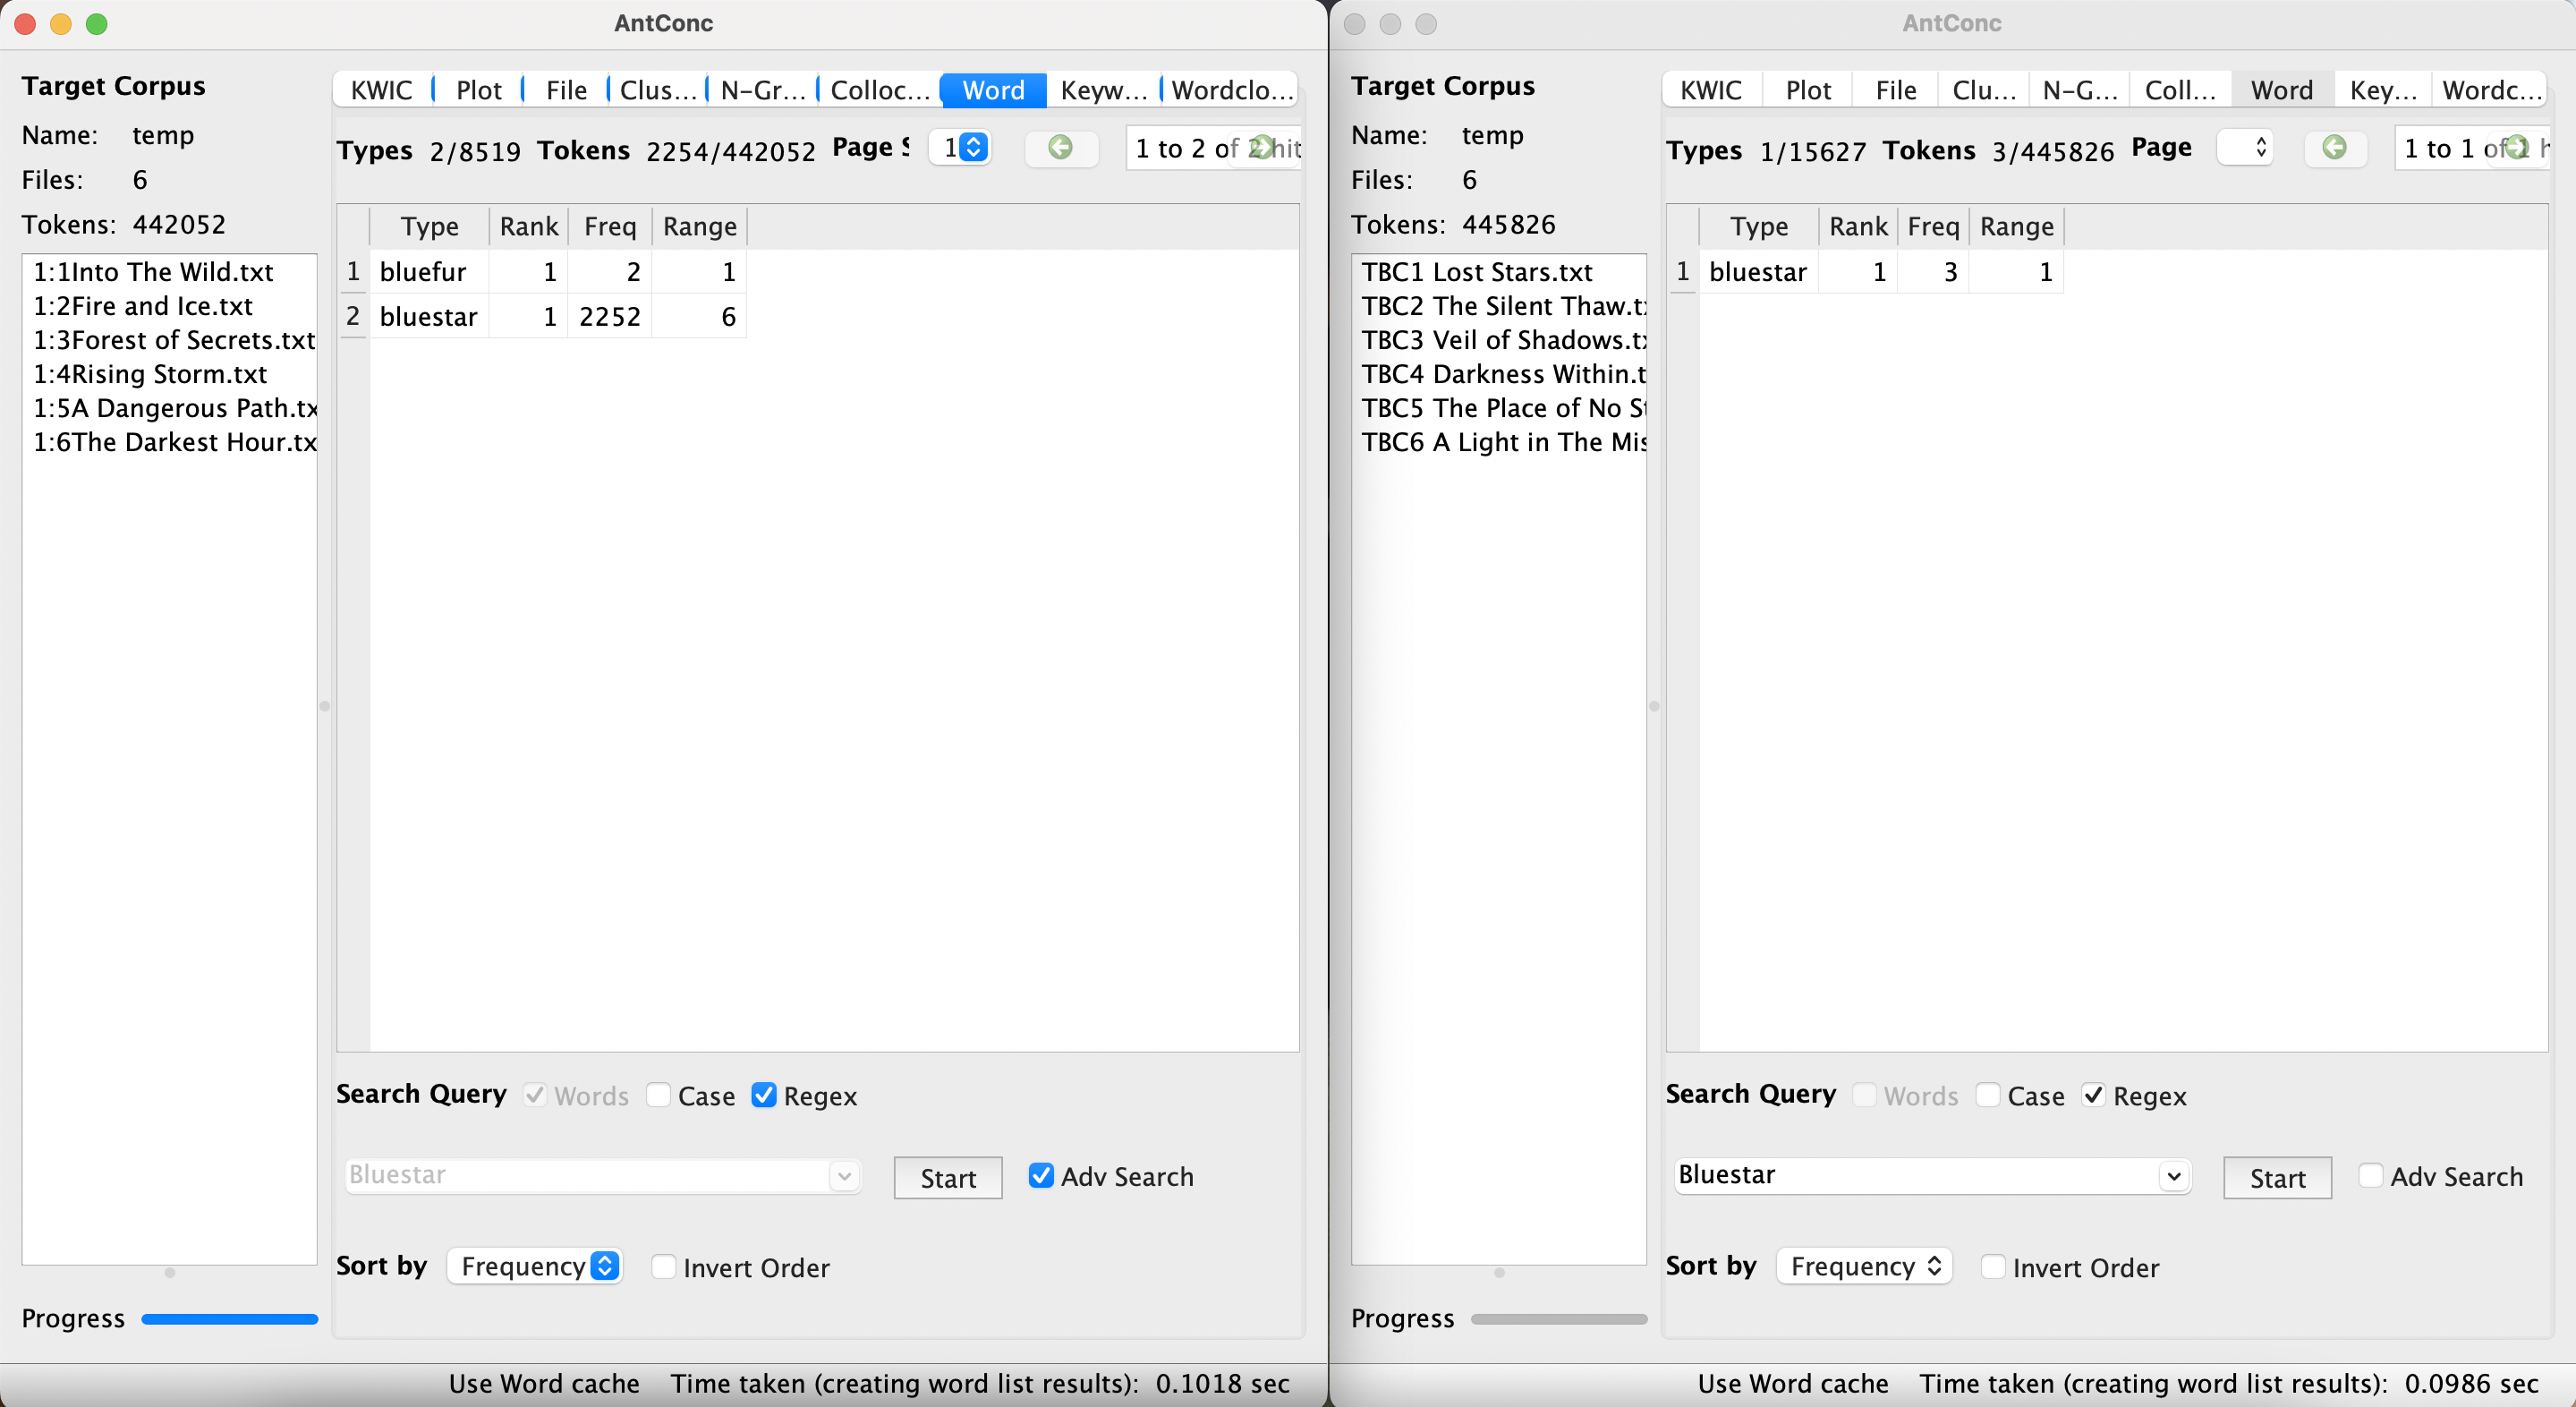 AntConc
Target Corpus
Name: temp
Files: 6
Tokens: 442052
1:1Into The Wild.txt
1:2Fire and Ice.txt
1:3Forest of Secrets.txt
1:4Rising Storm.txt
1:5A Dangerous Path.tx
1:6The Darkest Hour.tx
Progress
KWIC Plot File Clus... N-Gr... Colloc... Word Keyw... Wordclo...
Types 2/8519 Tokens 2254/442052 Page S 1 1 to 2 of 2 hit
Type Rank Freq Range
1 bluefur 1 2 1
2 bluestar 1 2252 6
Search Query Words Case Regex
Bluestar Start Adv Search
Sort by Frequency Invert Order
Use Word cache Time taken (creating word list results): 0.1018 sec
AntConc
Target Corpus
Name: temp
Files: 6
Tokens: 445826
TBC1 Lost Stars.txt
TBC2 The Silent Thaw.tx
TBC3 Veil of Shadows.tx
TBC4 Darkness Within.t
TBC5 The Place of No St
TBC6 A Light in The Mis
Progress
KWIC Plot File Clu... N-G... Coll... Word Key... Wordc...
Types 1/15627 Tokens 3/445826 Page 1 to 1 of 1 h
Type Rank Freq Range
1 bluestar 1 3 1
Search Query Words Case Regex
Bluestar Start Adv Search
Sort by Frequency Invert Order
Use Word cache Time taken (creating word list results): 0.0986 sec